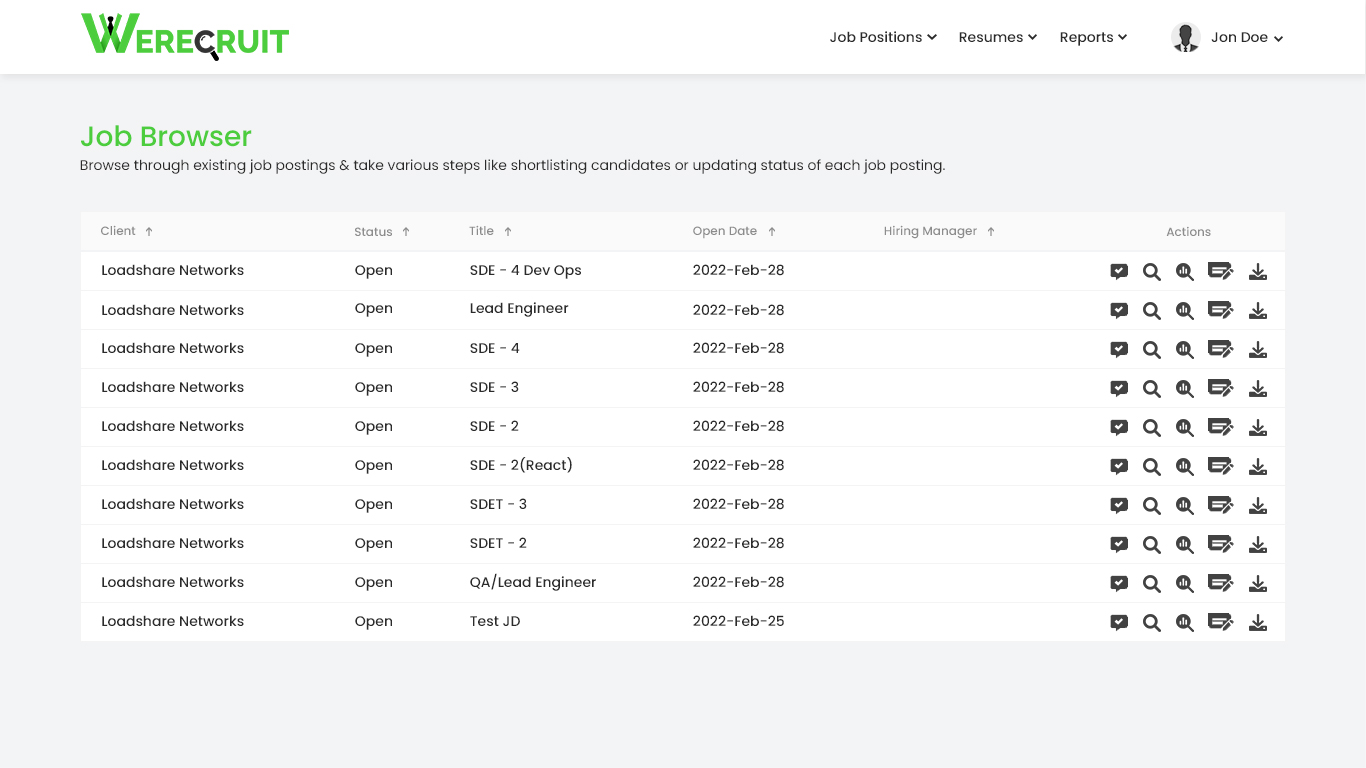 WERECRUIT
Job Positions Resumes Reports Jon Doe
Job Browser
Browse through existing job postings & take various steps like shortlisting candidates or updating status of each job posting.
Client ↑ Status ↑ Title ↑ Open Date ↑ Hiring Manager ↑ Actions
Loadshare Networks Open SDE - 4 Dev Ops 2022-Feb-28
Loadshare Networks Open Lead Engineer 2022-Feb-28
Loadshare Networks Open SDE - 4 2022-Feb-28
Loadshare Networks Open SDE - 3 2022-Feb-28
Loadshare Networks Open SDE - 2 2022-Feb-28
Loadshare Networks Open SDE - 2(React) 2022-Feb-28
Loadshare Networks Open SDET - 3 2022-Feb-28
Loadshare Networks Open SDET - 2 2022-Feb-28
Loadshare Networks Open QA/Lead Engineer 2022-Feb-28
Loadshare Networks Open Test JD 2022-Feb-25